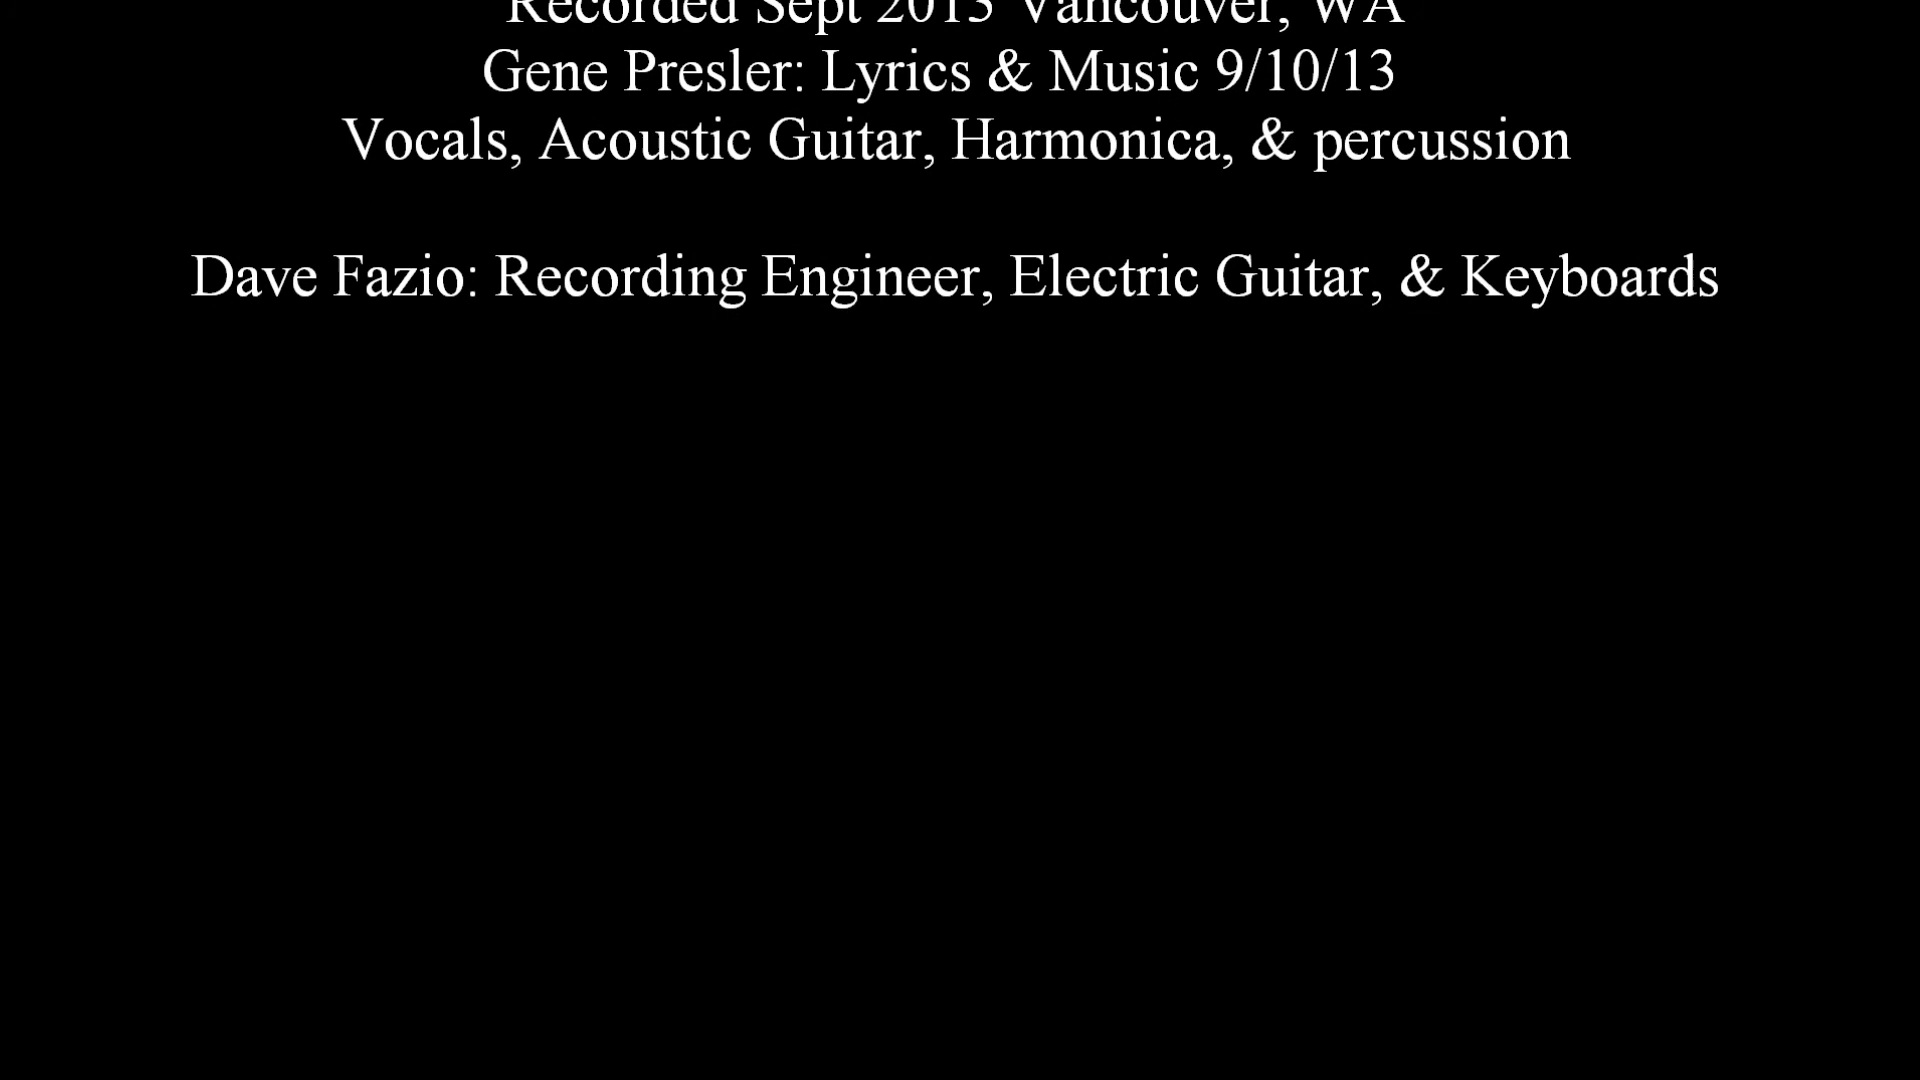 Recorded Sept 2013 Vancouver, WA
Gene Presler: Lyrics & Music 9/10/13
Vocals, Acoustic Guitar, Harmonica, & percussion
Dave Fazio: Recording Engineer, Electric Guitar, & Keyboards